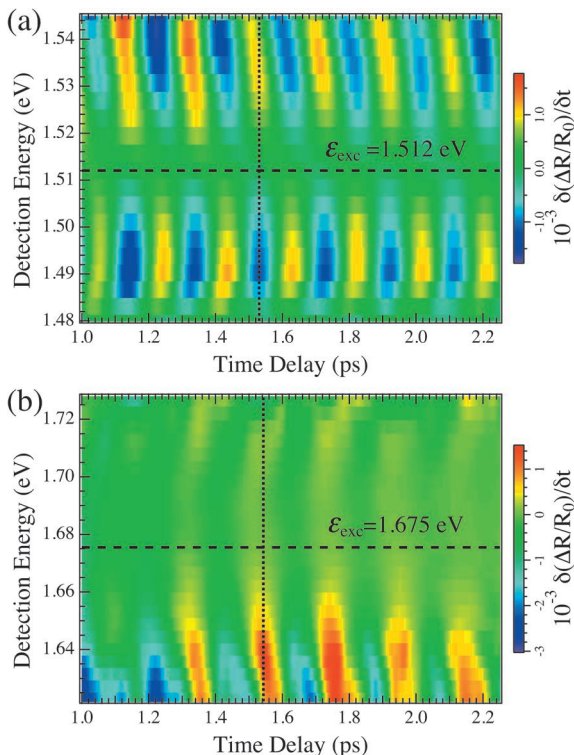 (a)
1.54
1.53
1.52
1.51
1.50
1.49
1.48
Detection Energy (eV)
εexc =1.512 eV
1.0 1.2 1.4 1.6 1.8 2.0 2.2
Time Delay (ps)
1.0
0.0
-1.0
10⁻³ δ(ΔR/R₀)/δt
(b)
1.72
1.70
1.68
1.66
1.64
Detection Energy (eV)
εexc=1.675 eV
1.0 1.2 1.4 1.6 1.8 2.0 2.2
Time Delay (ps)
1
0
-1
-2
-3
10⁻³ δ(ΔR/R₀)/δt